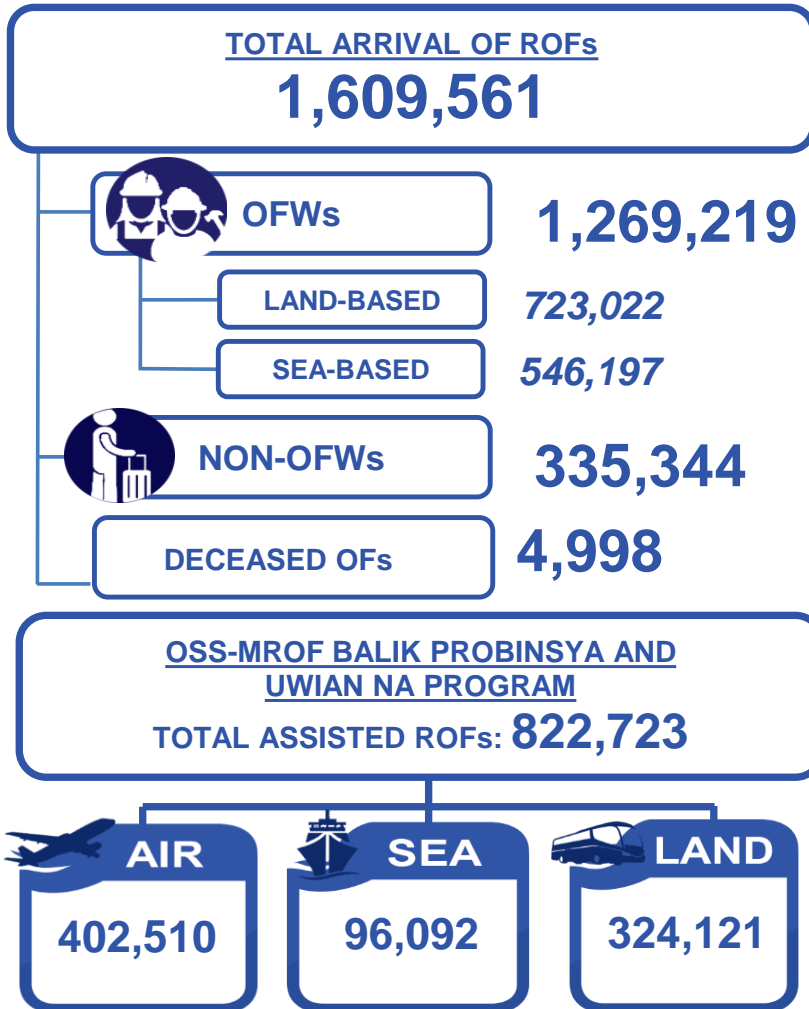 TOTAL ARRIVAL OF ROFs
1,609,561
OFWs
1,269,219
LAND-BASED
723,022
SEA-BASED
546,197
NON-OFWs
335,344
DECEASED OFs
4,998
OSS-MROF BALIK PROBINSYA AND
UWIAN NA PROGRAM
TOTAL ASSISTED ROFs: 822,723
AIR
402,510
SEA
96,092
LAND
324,121